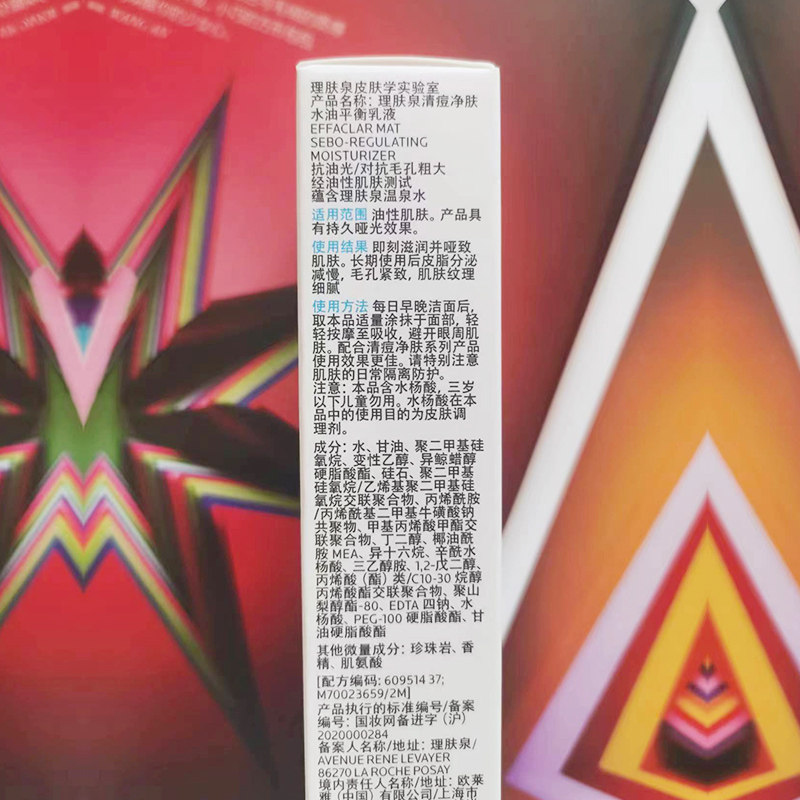 理肤泉皮肤学实验室
产品名称：理肤泉清痘净肤
水油平衡乳液
EFFACLAR MAT
SEBO-REGULATING
MOISTURIZER
抗油光/对抗毛孔粗大
经油性肌肤测试
蕴含理肤泉温泉水
适用范围 油性肌肤。产品具
有持久哑光效果。
使用结果 即刻滋润并哑致
肌肤。长期使用后皮脂分泌
减慢，毛孔紧致，肌肤纹理
细腻
使用方法 每日早晚洁面后，
取本品适量涂抹于面部，轻
轻按摩至吸收，避开眼周肌
肤。配合清痘净肤系列产品
使用效果更佳。请特别注意
肌肤的日常隔离防护。
注意：本品含水杨酸，三岁
以下儿童勿用。水杨酸在本
品中的使用目的为皮肤调
理剂。
成分：水、甘油、聚二甲基硅
氧烷、变性乙醇、异鲸蜡醇
硬脂酸酯、硅石、聚二甲基
硅氧烷/乙烯基聚二甲基硅
氧烷交联聚合物、丙烯酰胺
/丙烯酰基二甲基牛磺酸钠
共聚物、甲基丙烯酸甲酯交
联聚合物、丁二醇、椰油酰
胺 MEA、异十六烷、辛酰水
杨酸、三乙醇胺、1,2-戊二醇、
丙烯酸（酯）类/C10-30 烷醇
丙烯酸酯交联聚合物、聚山
梨醇酯-80、EDTA 四钠、水
杨酸、PEG-100 硬脂酸酯、甘
油硬脂酸酯
其他微量成分：珍珠岩、香
精、肌氨酸
[配方编码：609514 37;
M70023659/2M]
产品执行的标准编号/备案
编号：国妆网备进字（沪）
2020000284
备案人名称/地址：理肤泉/
AVENUE RENE LEVAYER
86270 LA ROCHE POSAY
境内责任人名称/地址：欧莱
雅（中国）有限公司/上海市